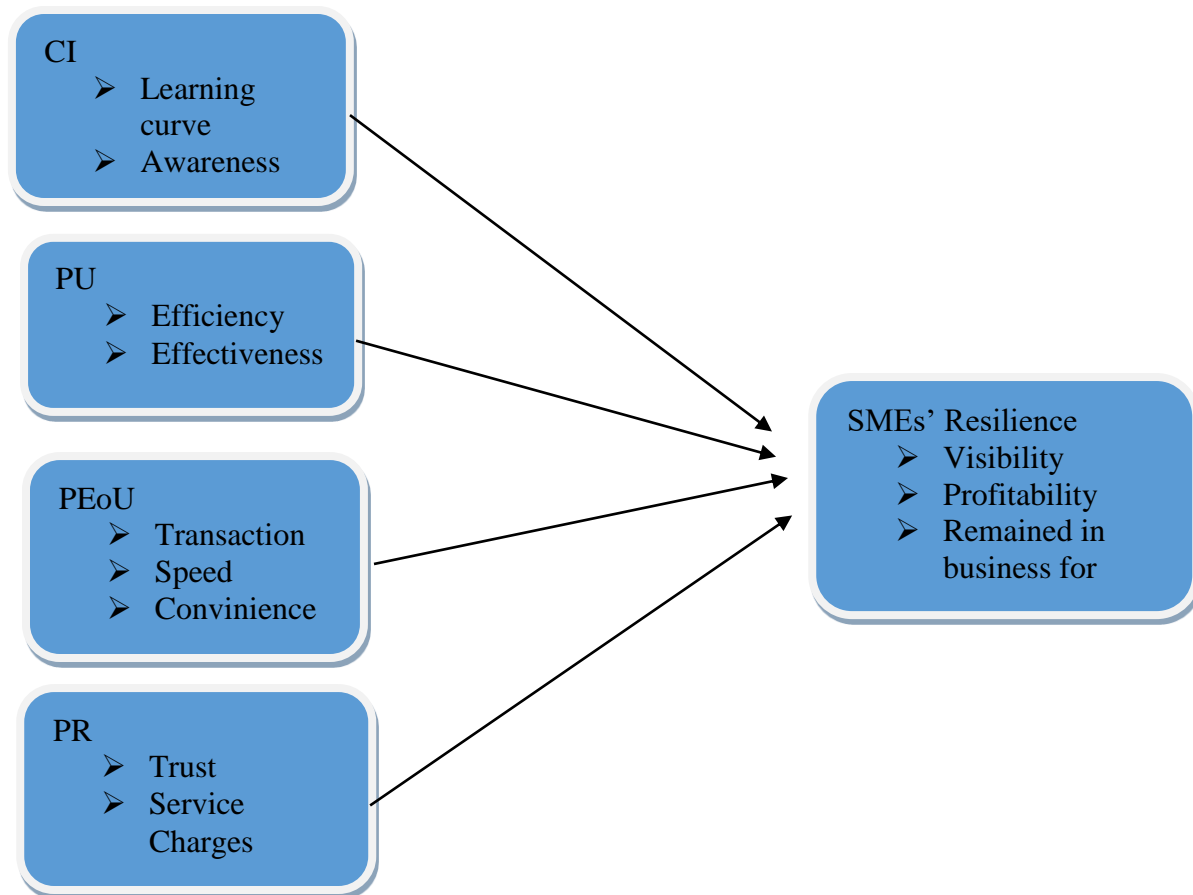 CI
➢ Learning
curve
➢ Awareness
PU
➢ Efficiency
➢ Effectiveness
PEoU
➢ Transaction
➢ Speed
➢ Convinience
PR
➢ Trust
➢ Service
Charges
SMEs’ Resilience
➢ Visibility
➢ Profitability
➢ Remained in
business for